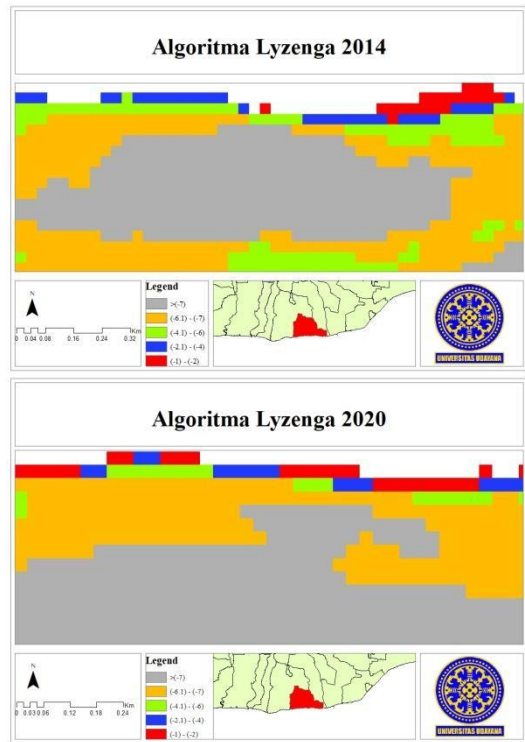 Algoritma Lyzenga 2014
N
0 0.04 0.08 0.16 0.24 0.32
Km
Legend
>(-7)
(-6.1) - (-7)
(-4.1) - (-6)
(-2.1) - (-4)
(-1) - (-2)
UNIVERSITAS UDAYANA
Algoritma Lyzenga 2020
N
0 0.03 0.06 0.12 0.18 0.24
Km
Legend
>(-7)
(-6.1) - (-7)
(-4.1) - (-6)
(-2.1) - (-4)
(-1) - (-2)
UNIVERSITAS UDAYANA